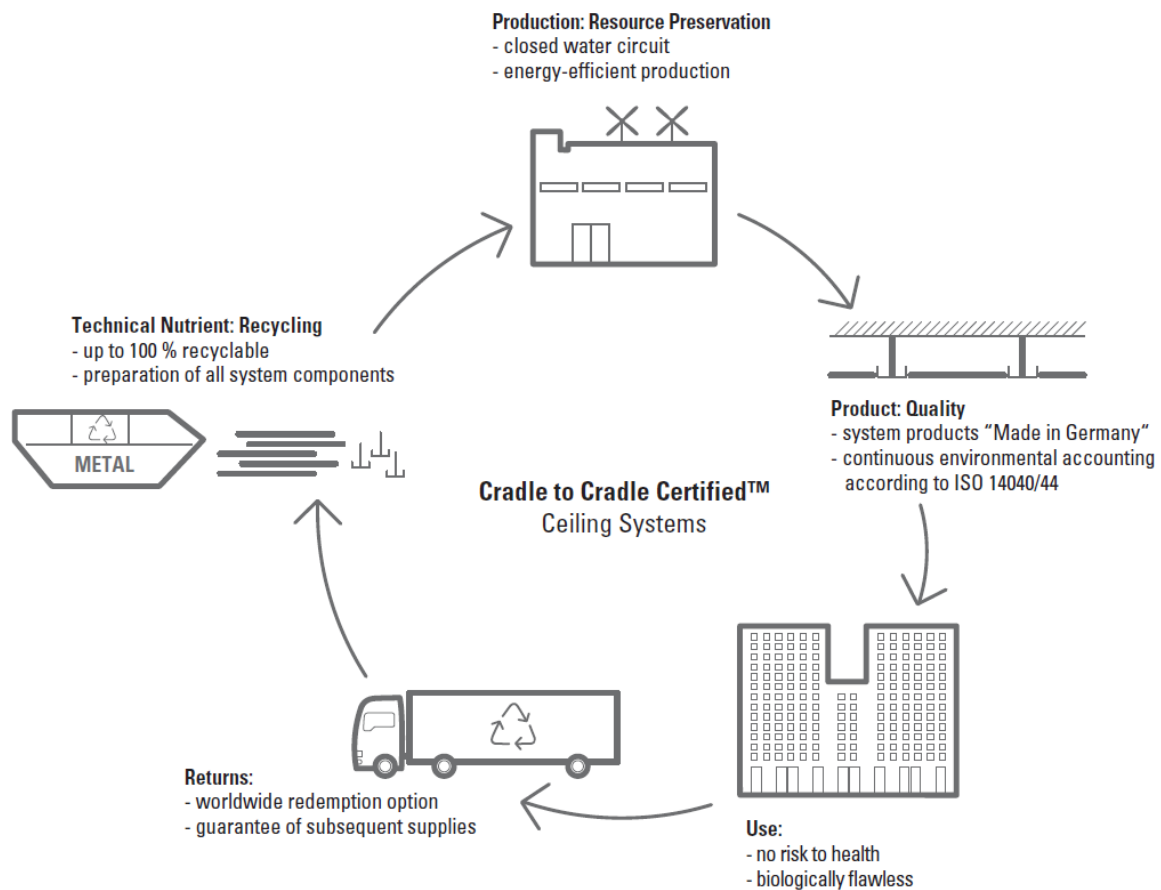 Production: Resource Preservation
- closed water circuit
- energy-efficient production
Technical Nutrient: Recycling
- up to 100 % recyclable
- preparation of all system components
METAL
Product: Quality
- system products “Made in Germany“
- continuous environmental accounting
according to ISO 14040/44
Cradle to Cradle Certified™
Ceiling Systems
Returns:
- worldwide redemption option
- guarantee of subsequent supplies
Use:
- no risk to health
- biologically flawless